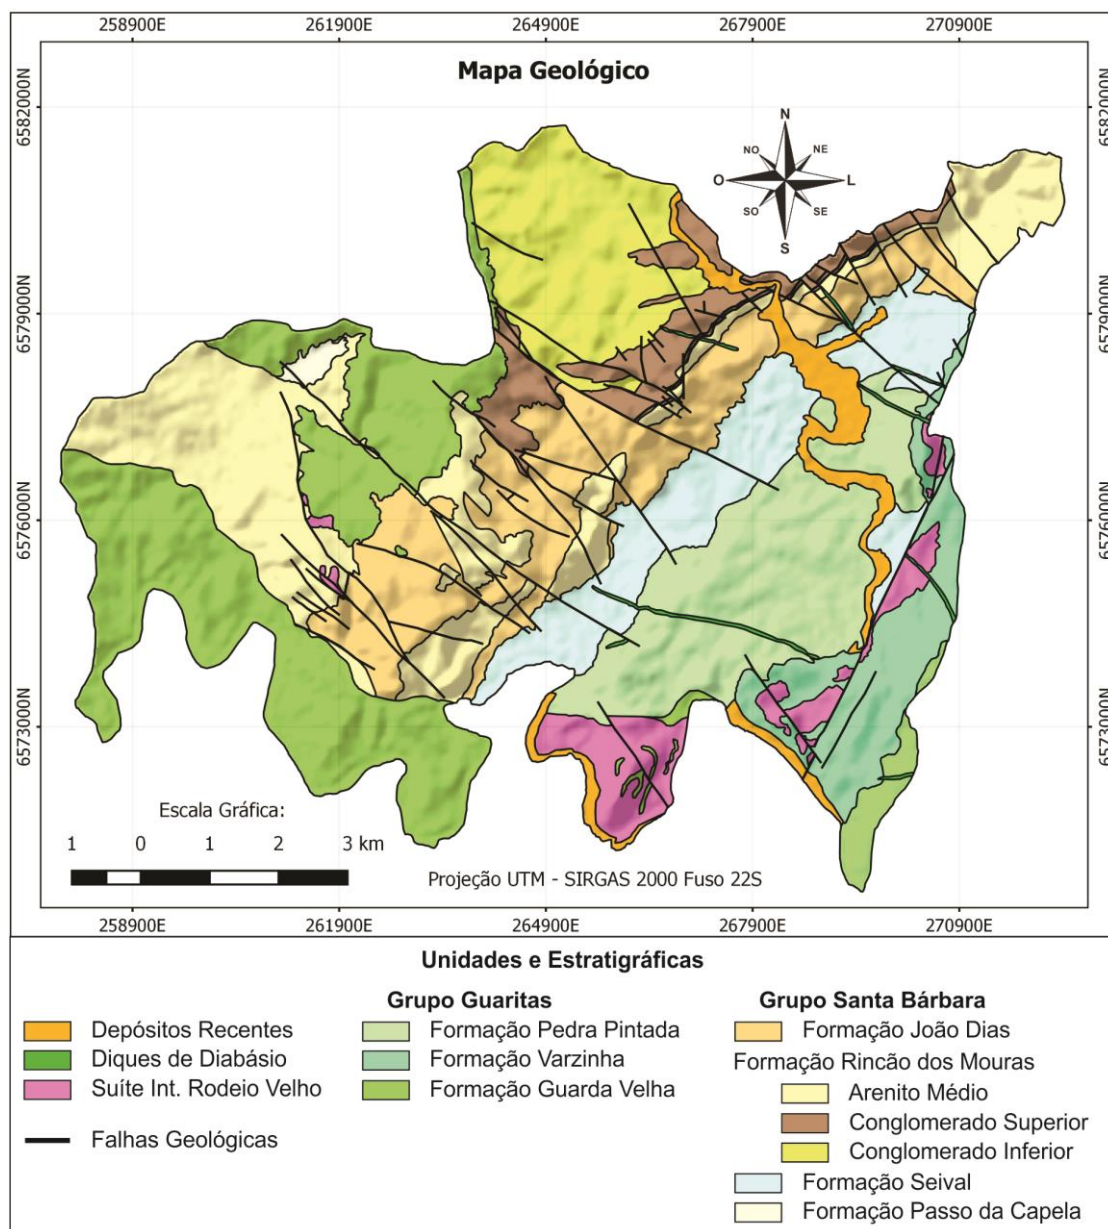 258900E 261900E 264900E 267900E 270900E
Mapa Geológico
6582000N 6582000N
N
NO NE
O L
SO SE
S
6579000N 6579000N
6576000N 6576000N
6573000N 6573000N
Escala Gráfica:
1 0 1 2 3 km
Projeção UTM - SIRGAS 2000 Fuso 22S
258900E 261900E 264900E 267900E 270900E
Unidades e Estratigráficas
Depósitos Recentes
Diques de Diabásio
Suíte Int. Rodeio Velho
Falhas Geológicas
Grupo Guaritas
Formação Pedra Pintada
Formação Varzinha
Formação Guarda Velha
Grupo Santa Bárbara
Formação João Dias
Formação Rincão dos Mouras
Arenito Médio
Conglomerado Superior
Conglomerado Inferior
Formação Seival
Formação Passo da Capela